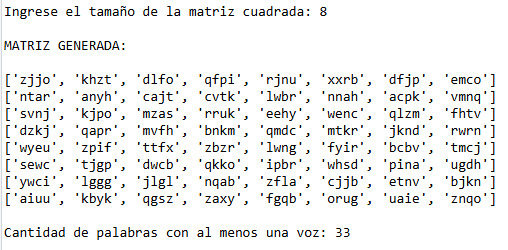 Ingrese el tamaño de la matriz cuadrada: 8
MATRIZ GENERADA:
['zjjo', 'khzt', 'dlfo', 'qfpi', 'rjnu', 'xxrb', 'dfjp', 'emco']
['ntar', 'anyh', 'cajt', 'cvtk', 'lwbr', 'nnah', 'acpk', 'vmnq']
['svnj', 'kjpo', 'mzas', 'rruk', 'eehy', 'wenc', 'qlzm', 'fhtv']
['dzkj', 'qapr', 'mvfh', 'bnkm', 'qmdc', 'mtkr', 'jknd', 'rwrn']
['wyeu', 'zpif', 'ttfx', 'zbzr', 'lwng', 'fyir', 'bcbv', 'tmcj']
['sewc', 'tjgp', 'dwcb', 'qkko', 'ipbr', 'whsd', 'pina', 'ugdh']
['ywci', 'lggg', 'jlgl', 'nqab', 'zfla', 'cjjb', 'etnv', 'bjkn']
['aiuu', 'kbyk', 'qgsz', 'zaxy', 'fgqb', 'orug', 'uaie', 'znqo']
Cantidad de palabras con al menos una voz: 33